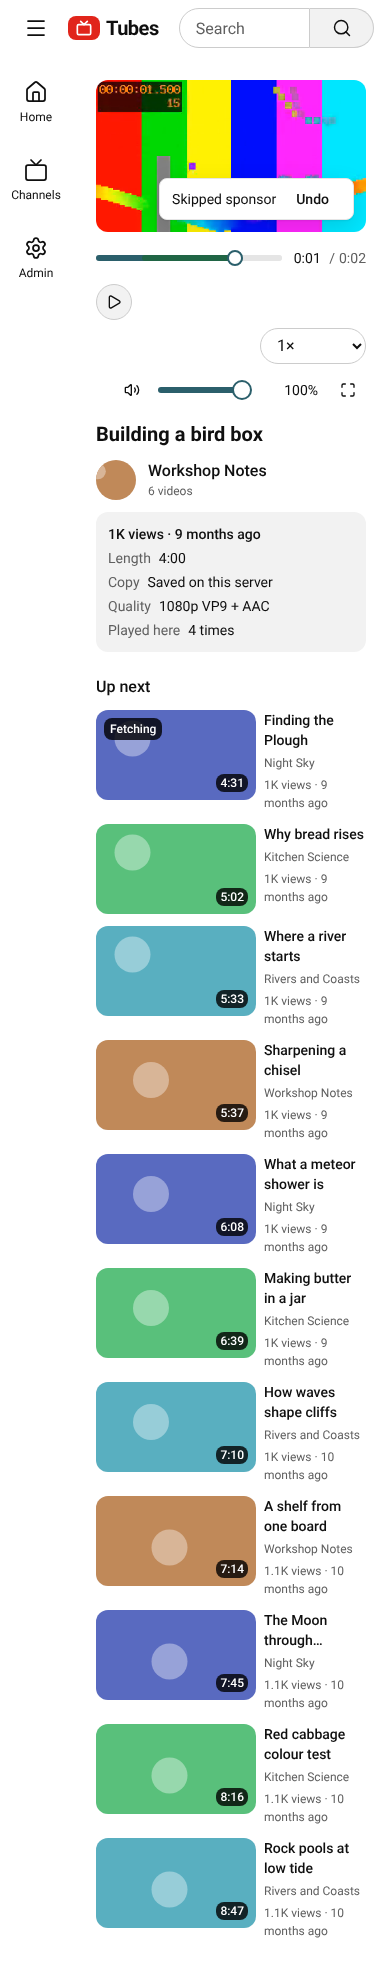 Tubes
Search
Home
Channels
Admin
00:00:01.500
15
Skipped sponsor Undo
0:01 / 0:02
1×
100%
Building a bird box
Workshop Notes
6 videos
1K views · 9 months ago
Length 4:00
Copy Saved on this server
Quality 1080p VP9 + AAC
Played here 4 times
Up next
Fetching
4:31
Finding the
Plough
Night Sky
1K views · 9
months ago
5:02
Why bread rises
Kitchen Science
1K views · 9
months ago
5:33
Where a river
starts
Rivers and Coasts
1K views · 9
months ago
5:37
Sharpening a
chisel
Workshop Notes
1K views · 9
months ago
6:08
What a meteor
shower is
Night Sky
1K views · 9
months ago
6:39
Making butter
in a jar
Kitchen Science
1K views · 9
months ago
7:10
How waves
shape cliffs
Rivers and Coasts
1K views · 10
months ago
7:14
A shelf from
one board
Workshop Notes
1.1K views · 10
months ago
7:45
The Moon
through…
Night Sky
1.1K views · 10
months ago
8:16
Red cabbage
colour test
Kitchen Science
1.1K views · 10
months ago
8:47
Rock pools at
low tide
Rivers and Coasts
1.1K views · 10
months ago